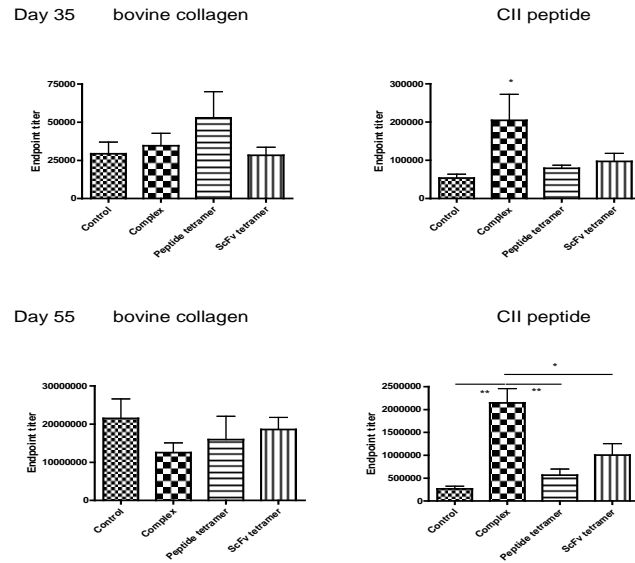 Day 35 bovine collagen CII peptide
75000
50000
25000
0
Endpoint titer
Control
Complex
Peptide tetramer
ScFv tetramer
*
300000
200000
100000
0
Endpoint titer
Control
Complex
Peptide tetramer
ScFv tetramer
Day 55 bovine collagen CII peptide
30000000
20000000
10000000
0
Endpoint titer
Control
Complex
Peptide tetramer
ScFv tetramer
*
** **
2500000
2000000
1500000
1000000
500000
0
Endpoint titer
Control
Complex
Peptide tetramer
ScFv tetramer